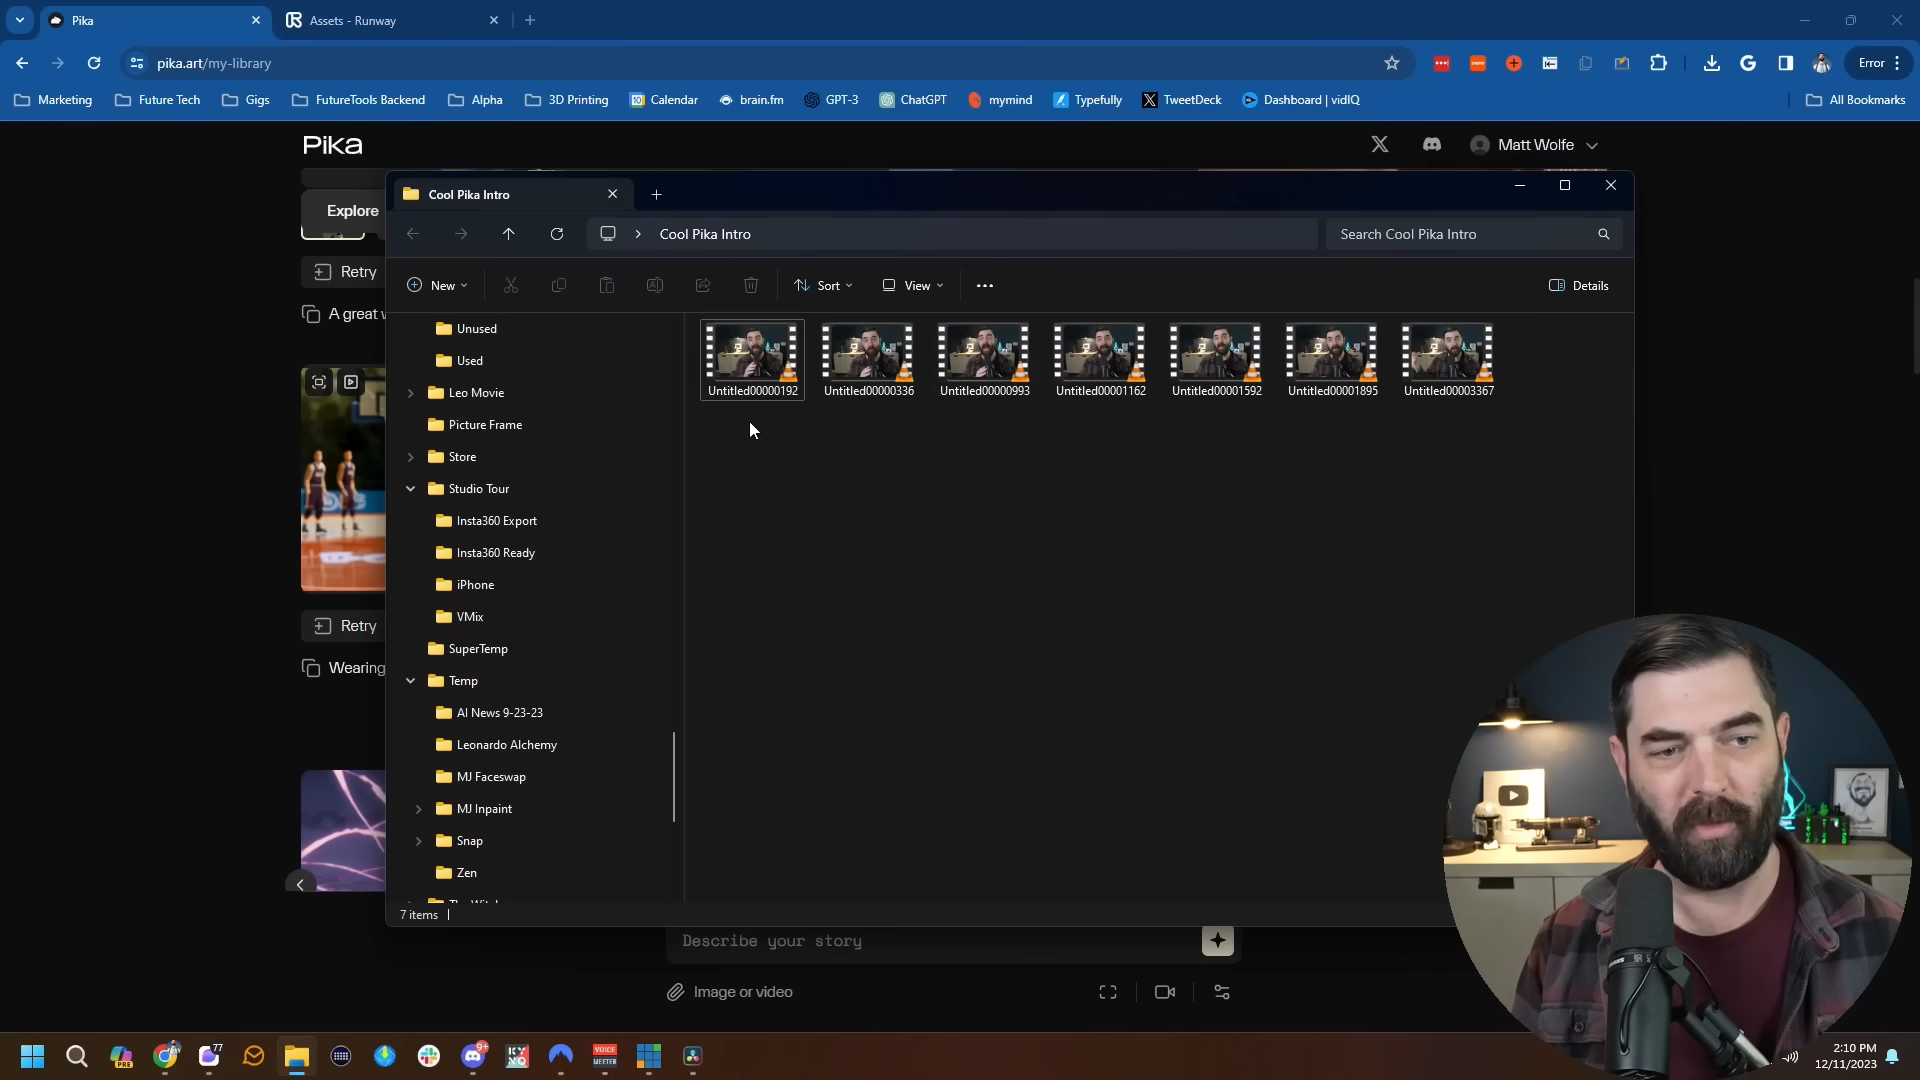 Pika
Assets - Runway
pika.art/my-library
Error
Marketing
Future Tech
Gigs
FutureTools Backend
Alpha
3D Printing
Calendar
brain.fm
GPT-3
ChatGPT
mymind
Typefully
TweetDeck
Dashboard | vidIQ
All Bookmarks
Pika
Matt Wolfe
Explore
Cool Pika Intro
Cool Pika Intro
Search Cool Pika Intro
New
Sort
View
Details
Retry
A great
Unused
Used
Leo Movie
Picture Frame
Store
Studio Tour
Insta360 Export
Insta360 Ready
iPhone
VMix
SuperTemp
Temp
AI News 9-23-23
Leonardo Alchemy
MJ Faceswap
MJ Inpaint
Snap
Zen
Untitled00000192
Untitled00000336
Untitled00000993
Untitled00001162
Untitled00001592
Untitled00001895
Untitled00003367
Retry
Wearing
7 items
Describe your story
Image or video
PRE
77
9+
VOICE
MEETER
2:10 PM
12/11/2023